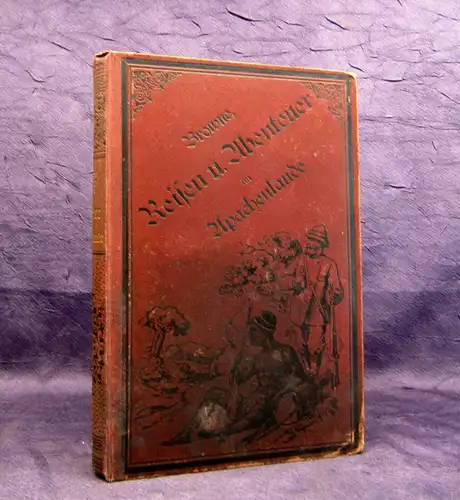 Browne,
Reisen u. Abenteuer
im
Apachenlande